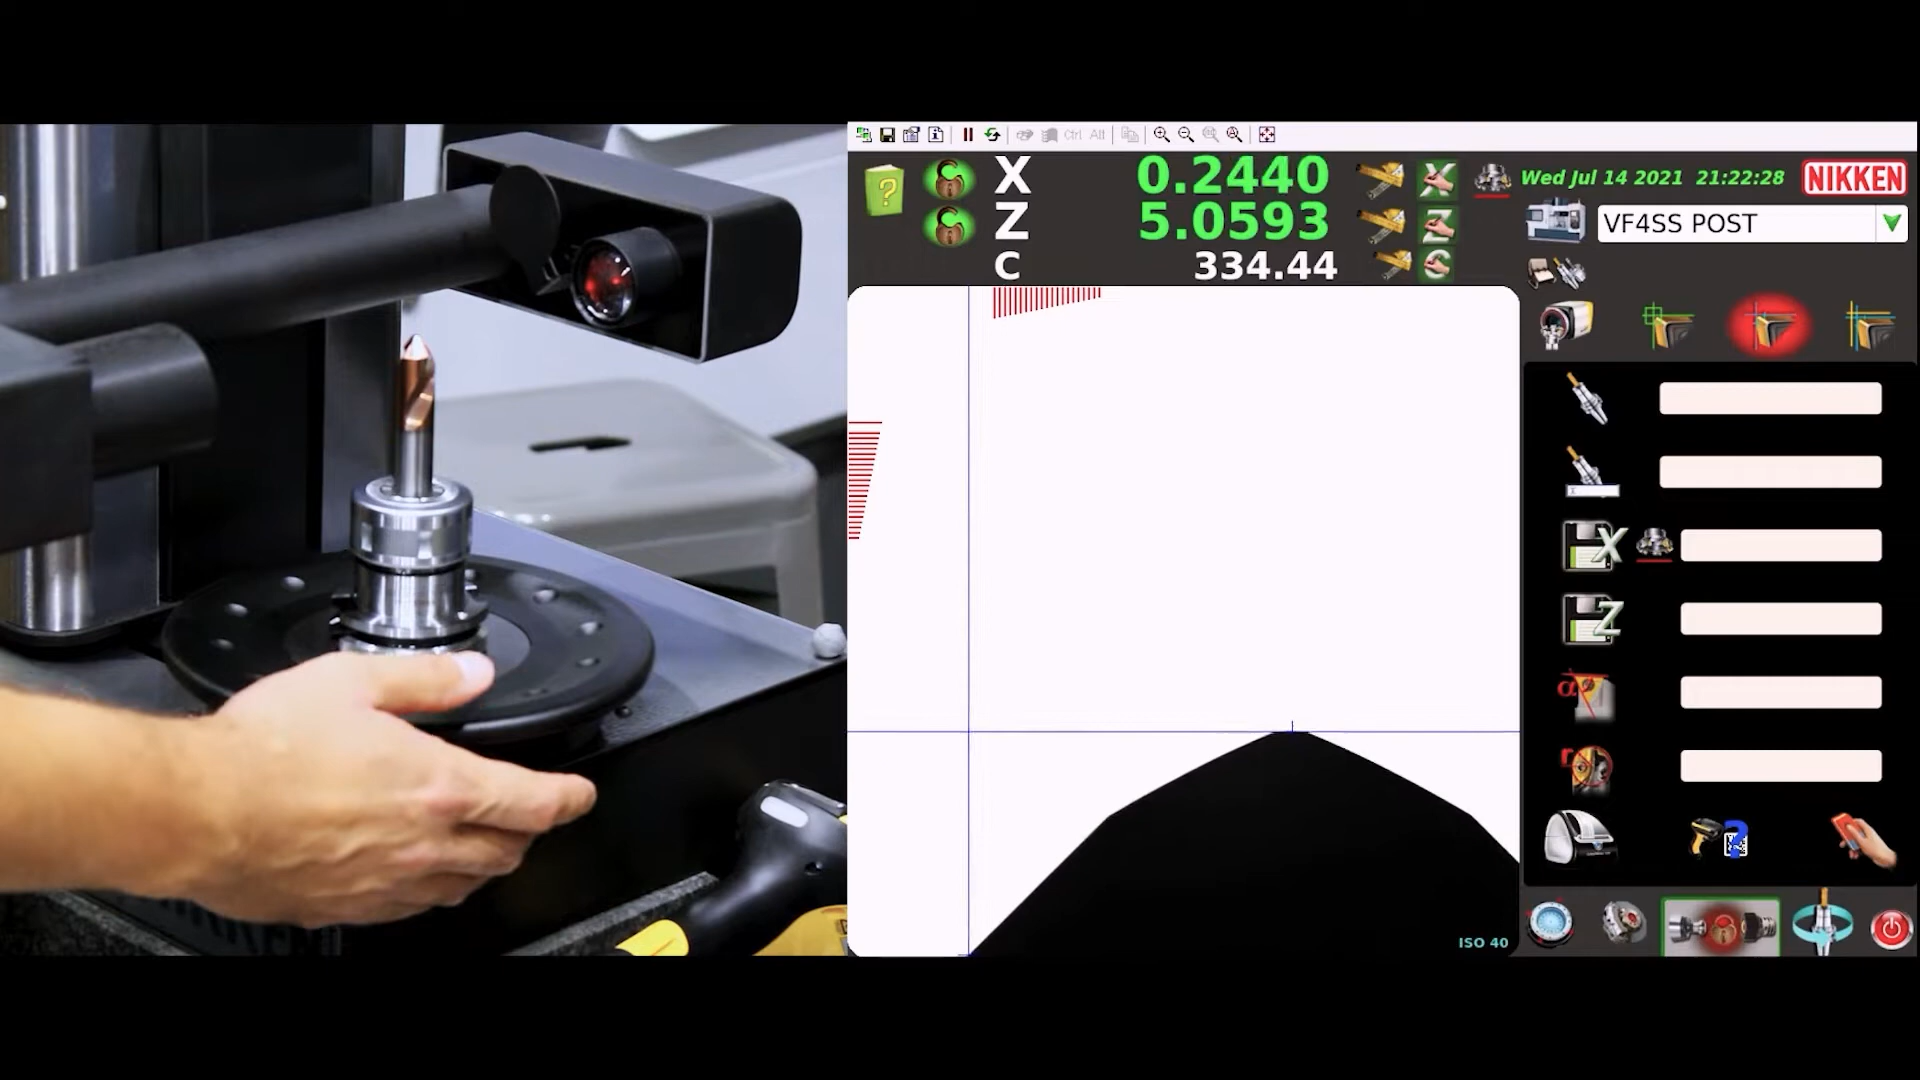 Ctrl Alt
X 0.2440
Z 5.0593
C 334.44
Wed Jul 14 2021 21:22:28
NIKKEN
VF4SS POST
X
Z
C
X
Z
α
r
?
?
ISO 40